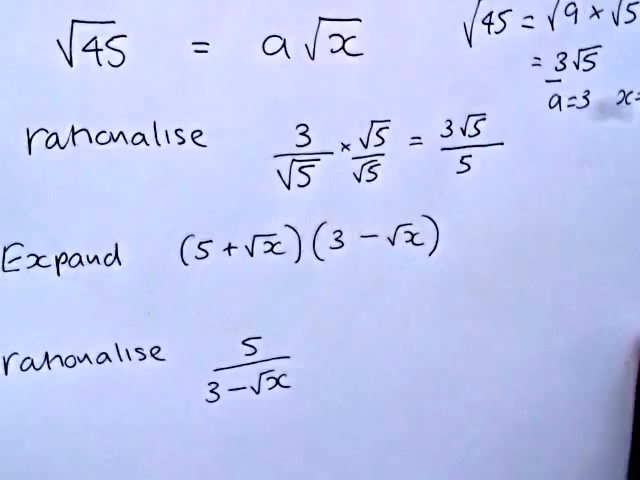 √45 = a√x
√45 = √9 × √5
= 3√5
a=3 x=
rationalise 3/√5 × √5/√5 = 3√5/5
Expand (5 + √x)(3 − √x)
rationalise 5/(3 − √x)